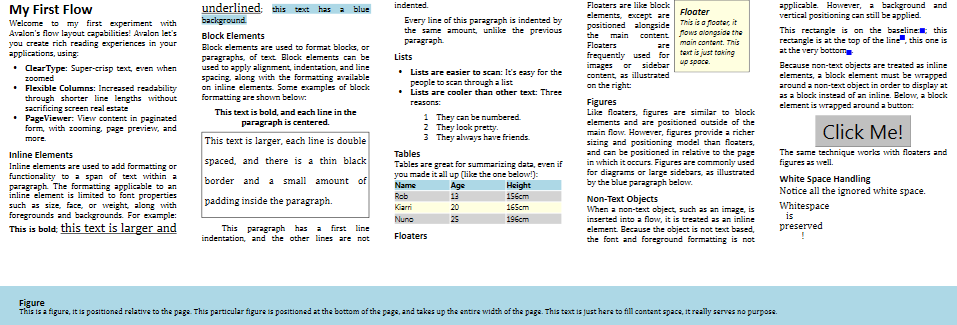 My First Flow
Welcome to my first experiment with
Avalon's flow layout capabilities! Avalon let's
you create rich reading experiences in your
applications, using:
• ClearType: Super-crisp text, even when
zoomed
• Flexible Columns: Increased readability
through shorter line lengths without
sacrificing screen real estate
• PageViewer: View content in paginated
form, with zooming, page preview, and
more.
Inline Elements
Inline elements are used to add formatting or
functionality to a span of text within a
paragraph. The formatting applicable to an
inline element is limited to font properties
such as size, face, or weight, along with
foregrounds and backgrounds. For example:
This is bold; this text is larger and
underlined; this text has a blue
background.
Block Elements
Block elements are used to format blocks, or
paragraphs, of text. Block elements can be
used to apply alignment, indentation, and line
spacing, along with the formatting available
on inline elements. Some examples of block
formatting are shown below:
This text is bold, and each line in the
paragraph is centered.
This text is larger, each line is double
spaced, and there is a thin black
border and a small amount of
padding inside the paragraph.
This paragraph has a first line
indentation, and the other lines are not
indented.
Every line of this paragraph is indented by
the same amount, unlike the previous
paragraph.
Lists
• Lists are easier to scan: It's easy for the
people to scan through a list
• Lists are cooler than other text: Three
reasons:
1 They can be numbered.
2 They look pretty.
3 They always have friends.
Tables
Tables are great for summarizing data, even if
you made it all up (like the one below!):
Name Age Height
Rob 13 156cm
Kiarri 20 165cm
Nuno 25 196cm
Floaters
Floaters are like block
elements, except are
positioned alongside
the main content.
Floaters are
frequently used for
images or sidebar
content, as illustrated
on the right:
Floater
This is a floater, it
flows alongside the
main content. This
text is just taking
up space.
Figures
Like floaters, figures are similar to block
elements and are positioned outside of the
main flow. However, figures provide a richer
sizing and positioning model than floaters,
and can be positioned in relative to the page
in which it occurs. Figures are commonly used
for diagrams or large sidebars, as illustrated
by the blue paragraph below.
Non-Text Objects
When a non-text object, such as an image, is
inserted into a flow, it is treated as an inline
element. Because the object is not text based,
the font and foreground formatting is not
applicable. However, a background and
vertical positioning can still be applied.
This rectangle is on the baseline; this
rectangle is at the top of the line, this one is
at the very bottom.
Because non-text objects are treated as inline
elements, a block element must be wrapped
around a non-text object in order to display at
as a block instead of an inline. Below, a block
element is wrapped around a button:
Click Me!
The same technique works with floaters and
figures as well.
White Space Handling
Notice all the ignored white space.
Whitespace
is
preserved
!
Figure
This is a figure, it is positioned relative to the page. This particular figure is positioned at the bottom of the page, and takes up the entire width of the page. This text is just here to fill content space, it really serves no purpose.